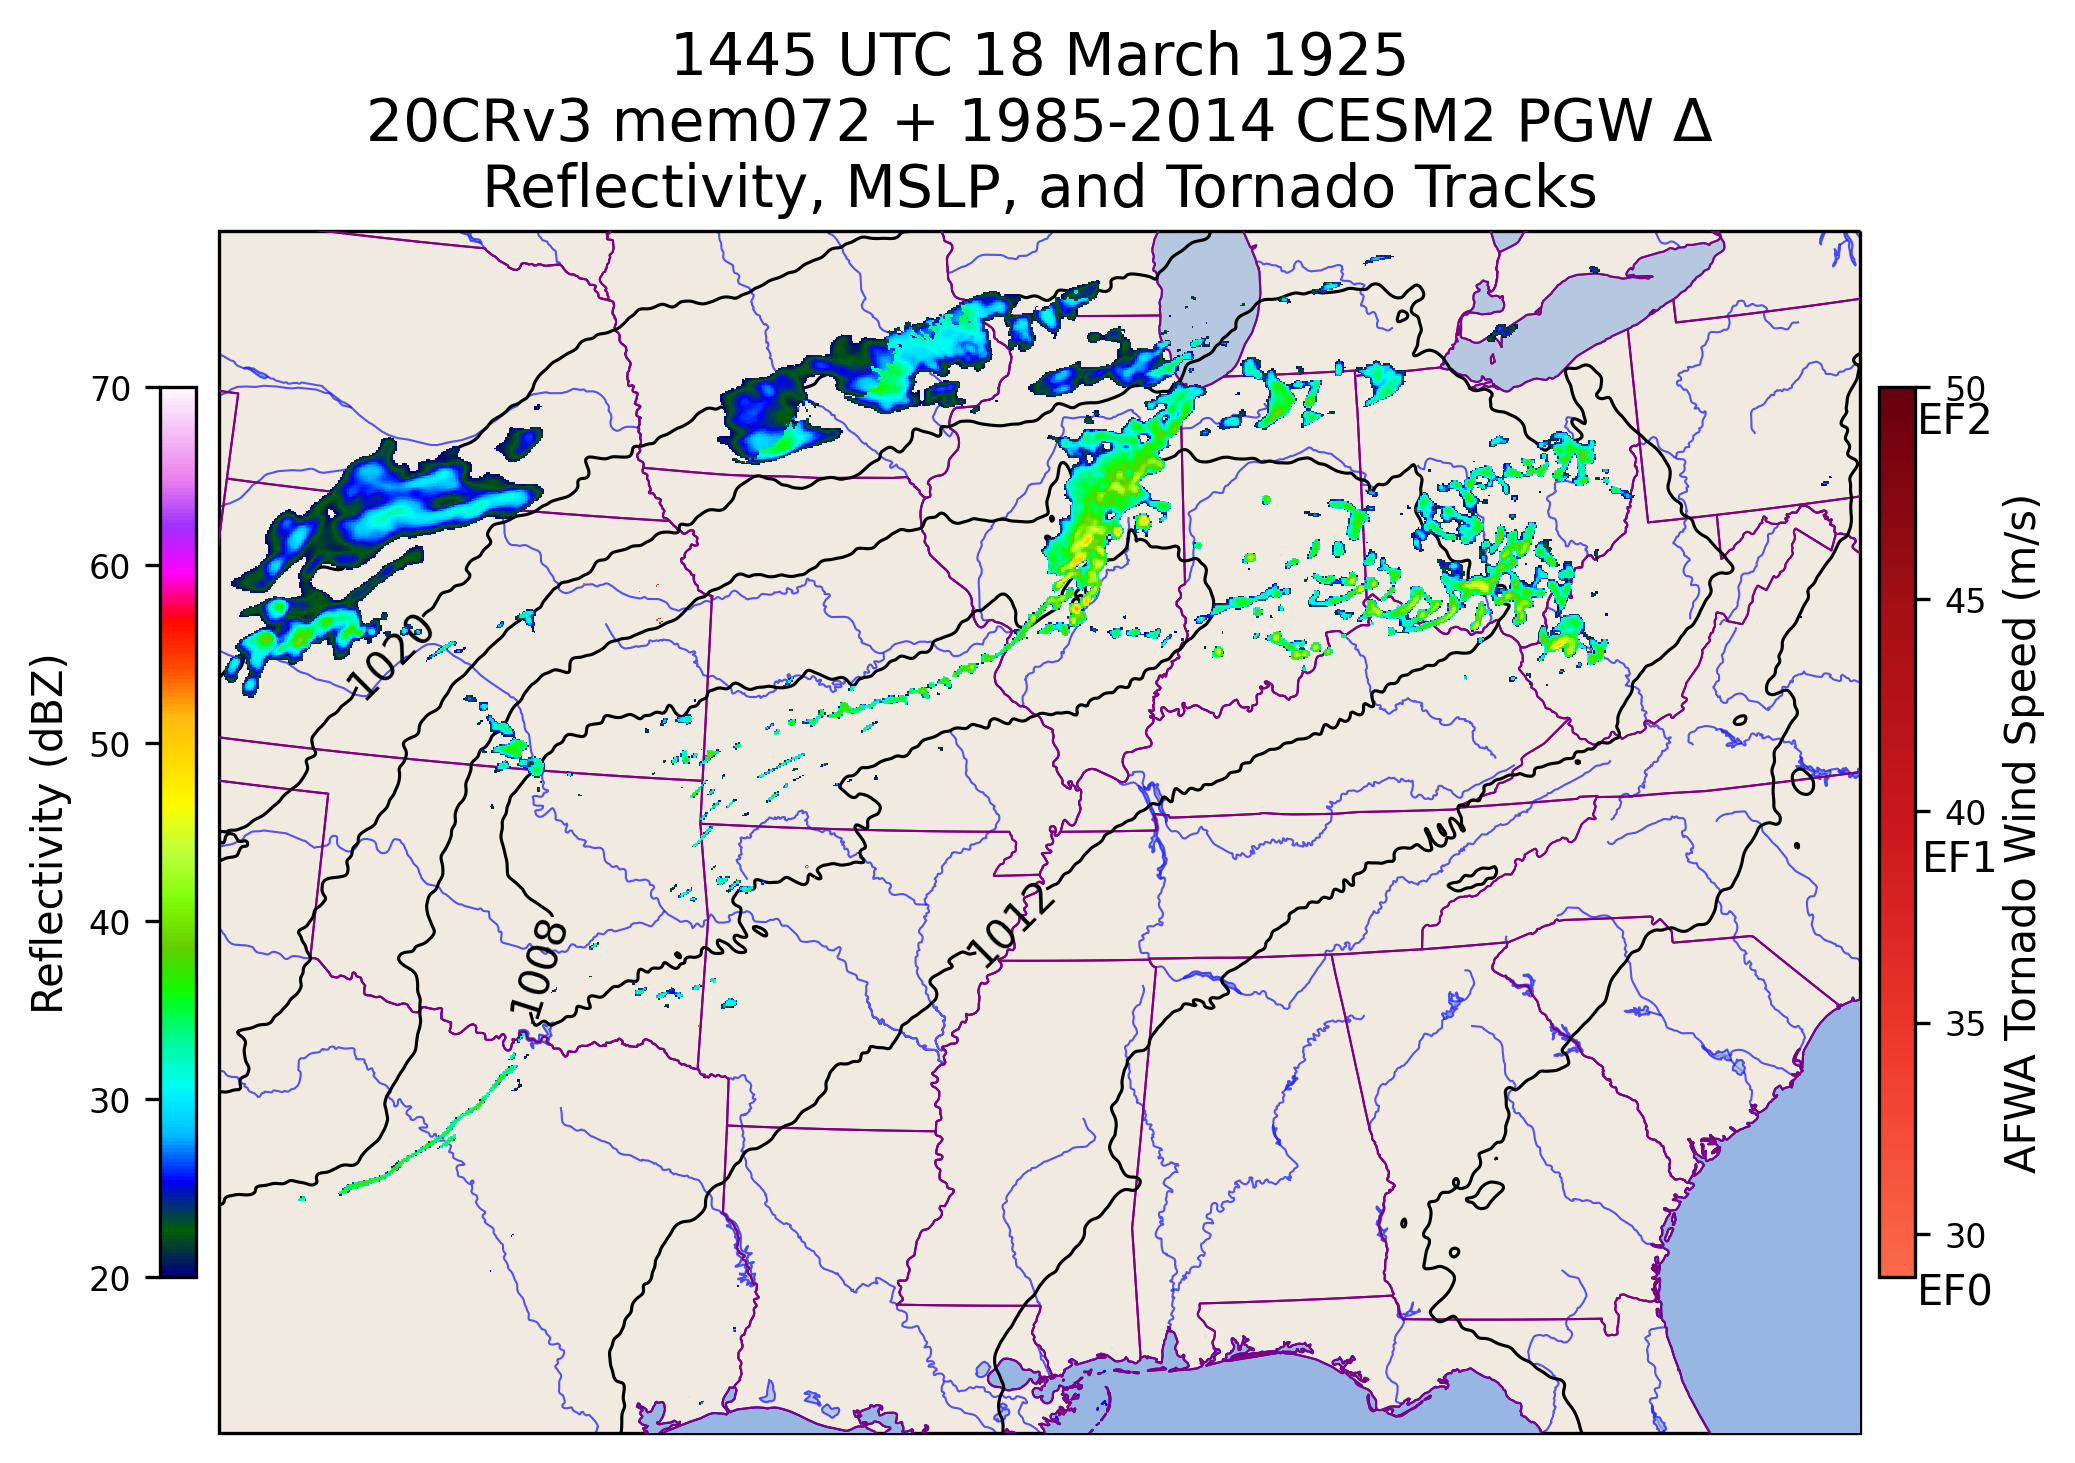 1445 UTC 18 March 1925
20CRv3 mem072 + 1985-2014 CESM2 PGW Δ
Reflectivity, MSLP, and Tornado Tracks
Reflectivity (dBZ)
70
60
50
40
30
20
1020
1008
1012
50
EF2
45
40
EF1
35
30
EF0
AFWA Tornado Wind Speed (m/s)